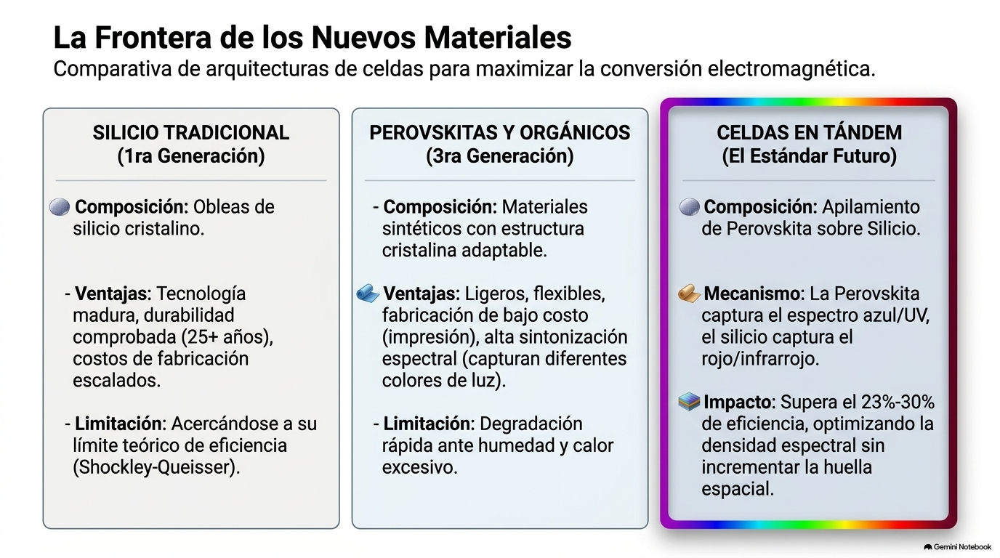 La Frontera de los Nuevos Materiales
Comparativa de arquitecturas de celdas para maximizar la conversión electromagnética.
SILICIO TRADICIONAL
(1ra Generación)
Composición: Obleas de
silicio cristalino.
- Ventajas: Tecnología
madura, durabilidad
comprobada (25+ años),
costos de fabricación
escalados.
- Limitación: Acercándose a su
límite teórico de eficiencia
(Shockley-Queisser).
PEROVSKITAS Y ORGÁNICOS
(3ra Generación)
- Composición: Materiales
sintéticos con estructura
cristalina adaptable.
Ventajas: Ligeros, flexibles,
fabricación de bajo costo
(impresión), alta sintonización
espectral (capturan diferentes
colores de luz).
- Limitación: Degradación
rápida ante humedad y calor
excesivo.
CELDAS EN TÁNDEM
(El Estándar Futuro)
Composición: Apilamiento
de Perovskita sobre Silicio.
Mecanismo: La Perovskita
captura el espectro azul/UV,
el silicio captura el
rojo/infrarrojo.
Impacto: Supera el 23%-30%
de eficiencia, optimizando la
densidad espectral sin
incrementar la huella
espacial.
Gemini Notebook